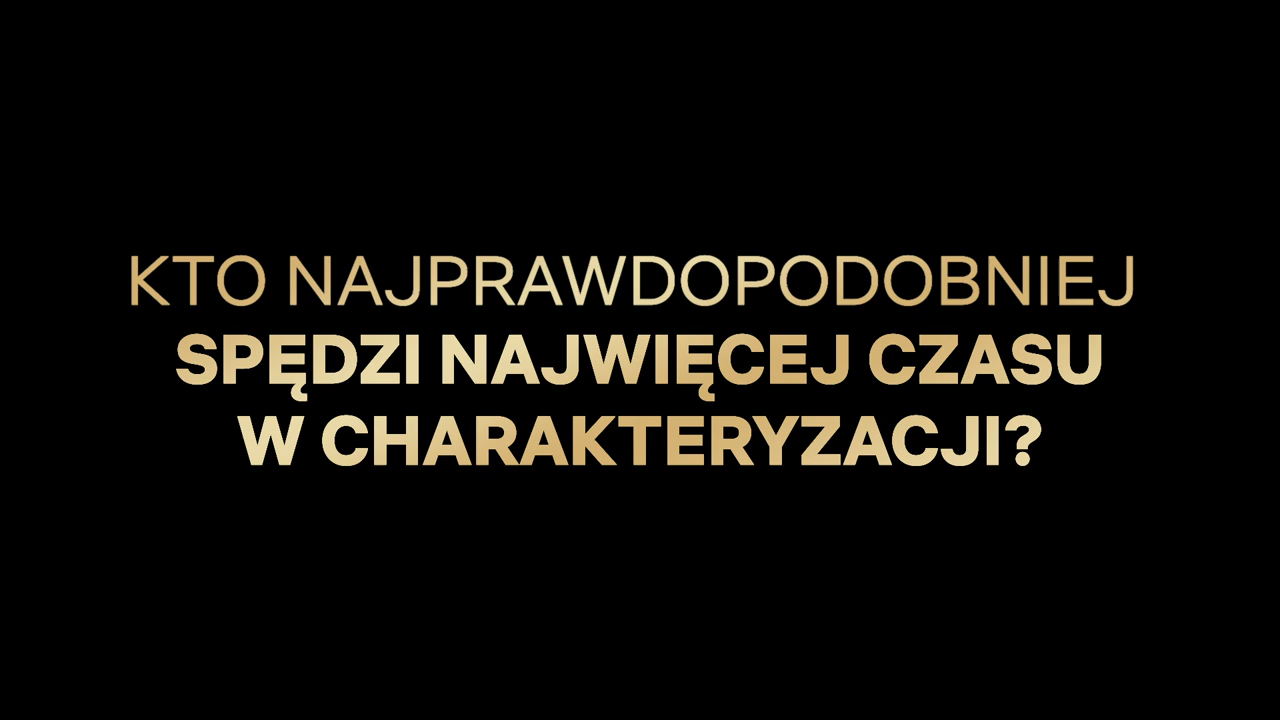 KTO NAJPRAWDOPODOBNIEJ
SPĘDZI NAJWIĘCEJ CZASU
W CHARAKTERYZACJI?